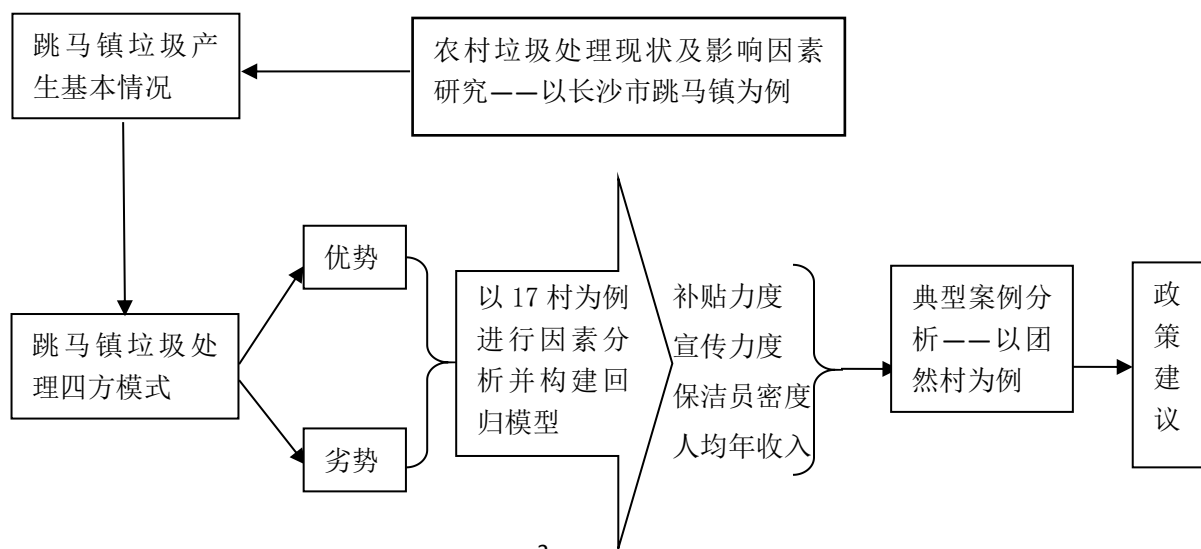 跳马镇垃圾产
生基本情况
农村垃圾处理现状及影响因素
研究——以长沙市跳马镇为例
跳马镇垃圾处
理四方模式
优势
劣势
以 17 村为例
进行因素分
析并构建回
归模型
补贴力度
宣传力度
保洁员密度
人均年收入
典型案例分
析——以团
然村为例
政
策
建
议